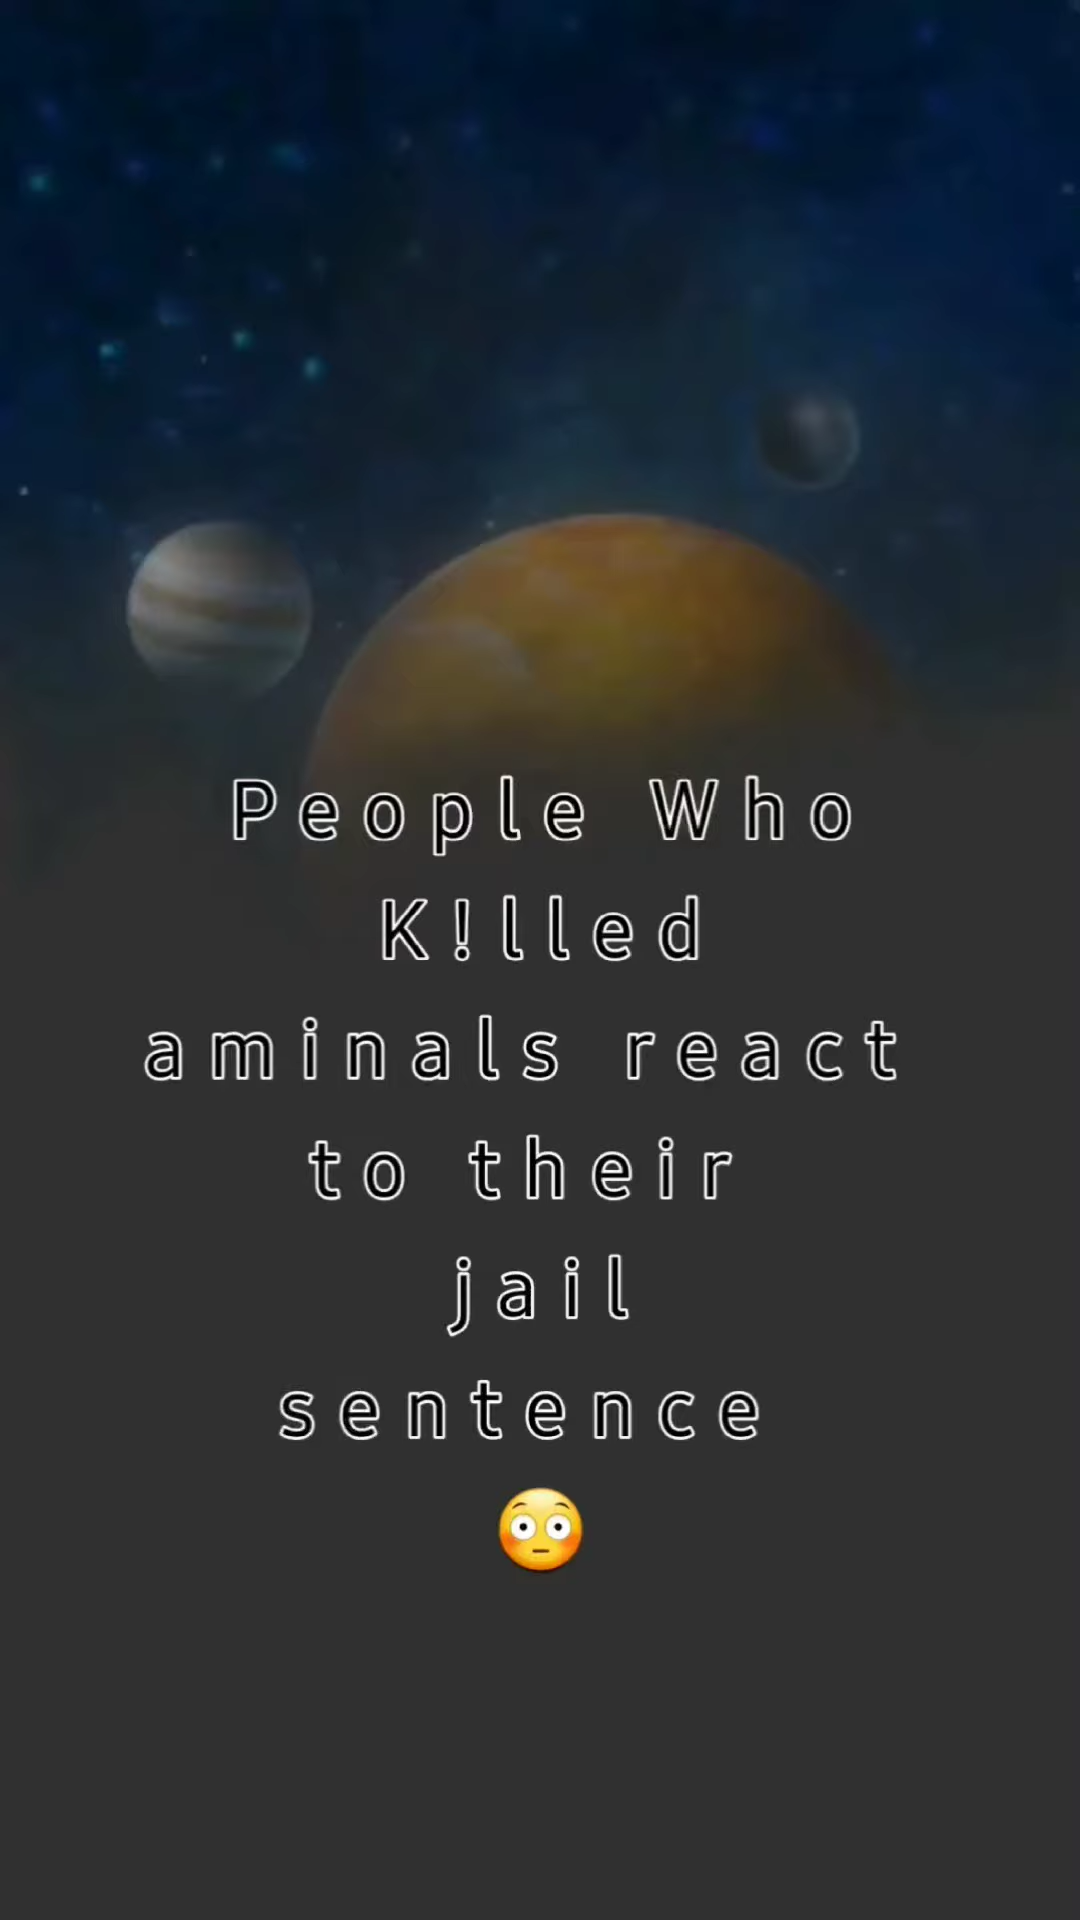 People Who
K!lled
aminals react
to their
jail
sentence
😳